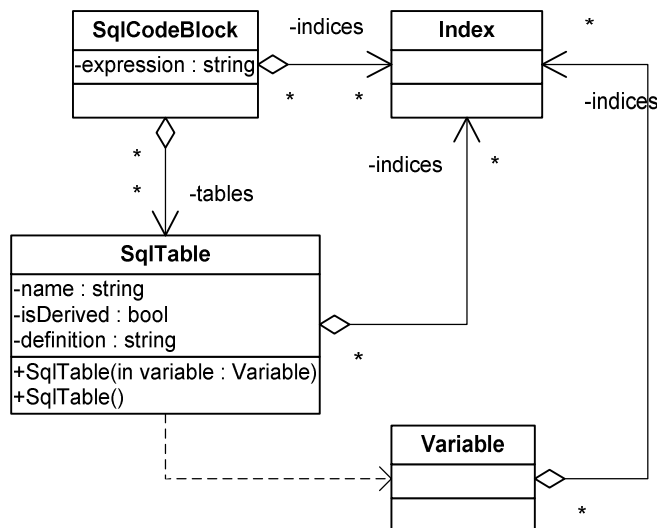 SqlCodeBlock
-expression : string
-indices
*
*
Index
*
-indices
*
*
-tables
-indices
*
SqlTable
-name : string
-isDerived : bool
-definition : string
+SqlTable(in variable : Variable)
+SqlTable()
*
Variable
*